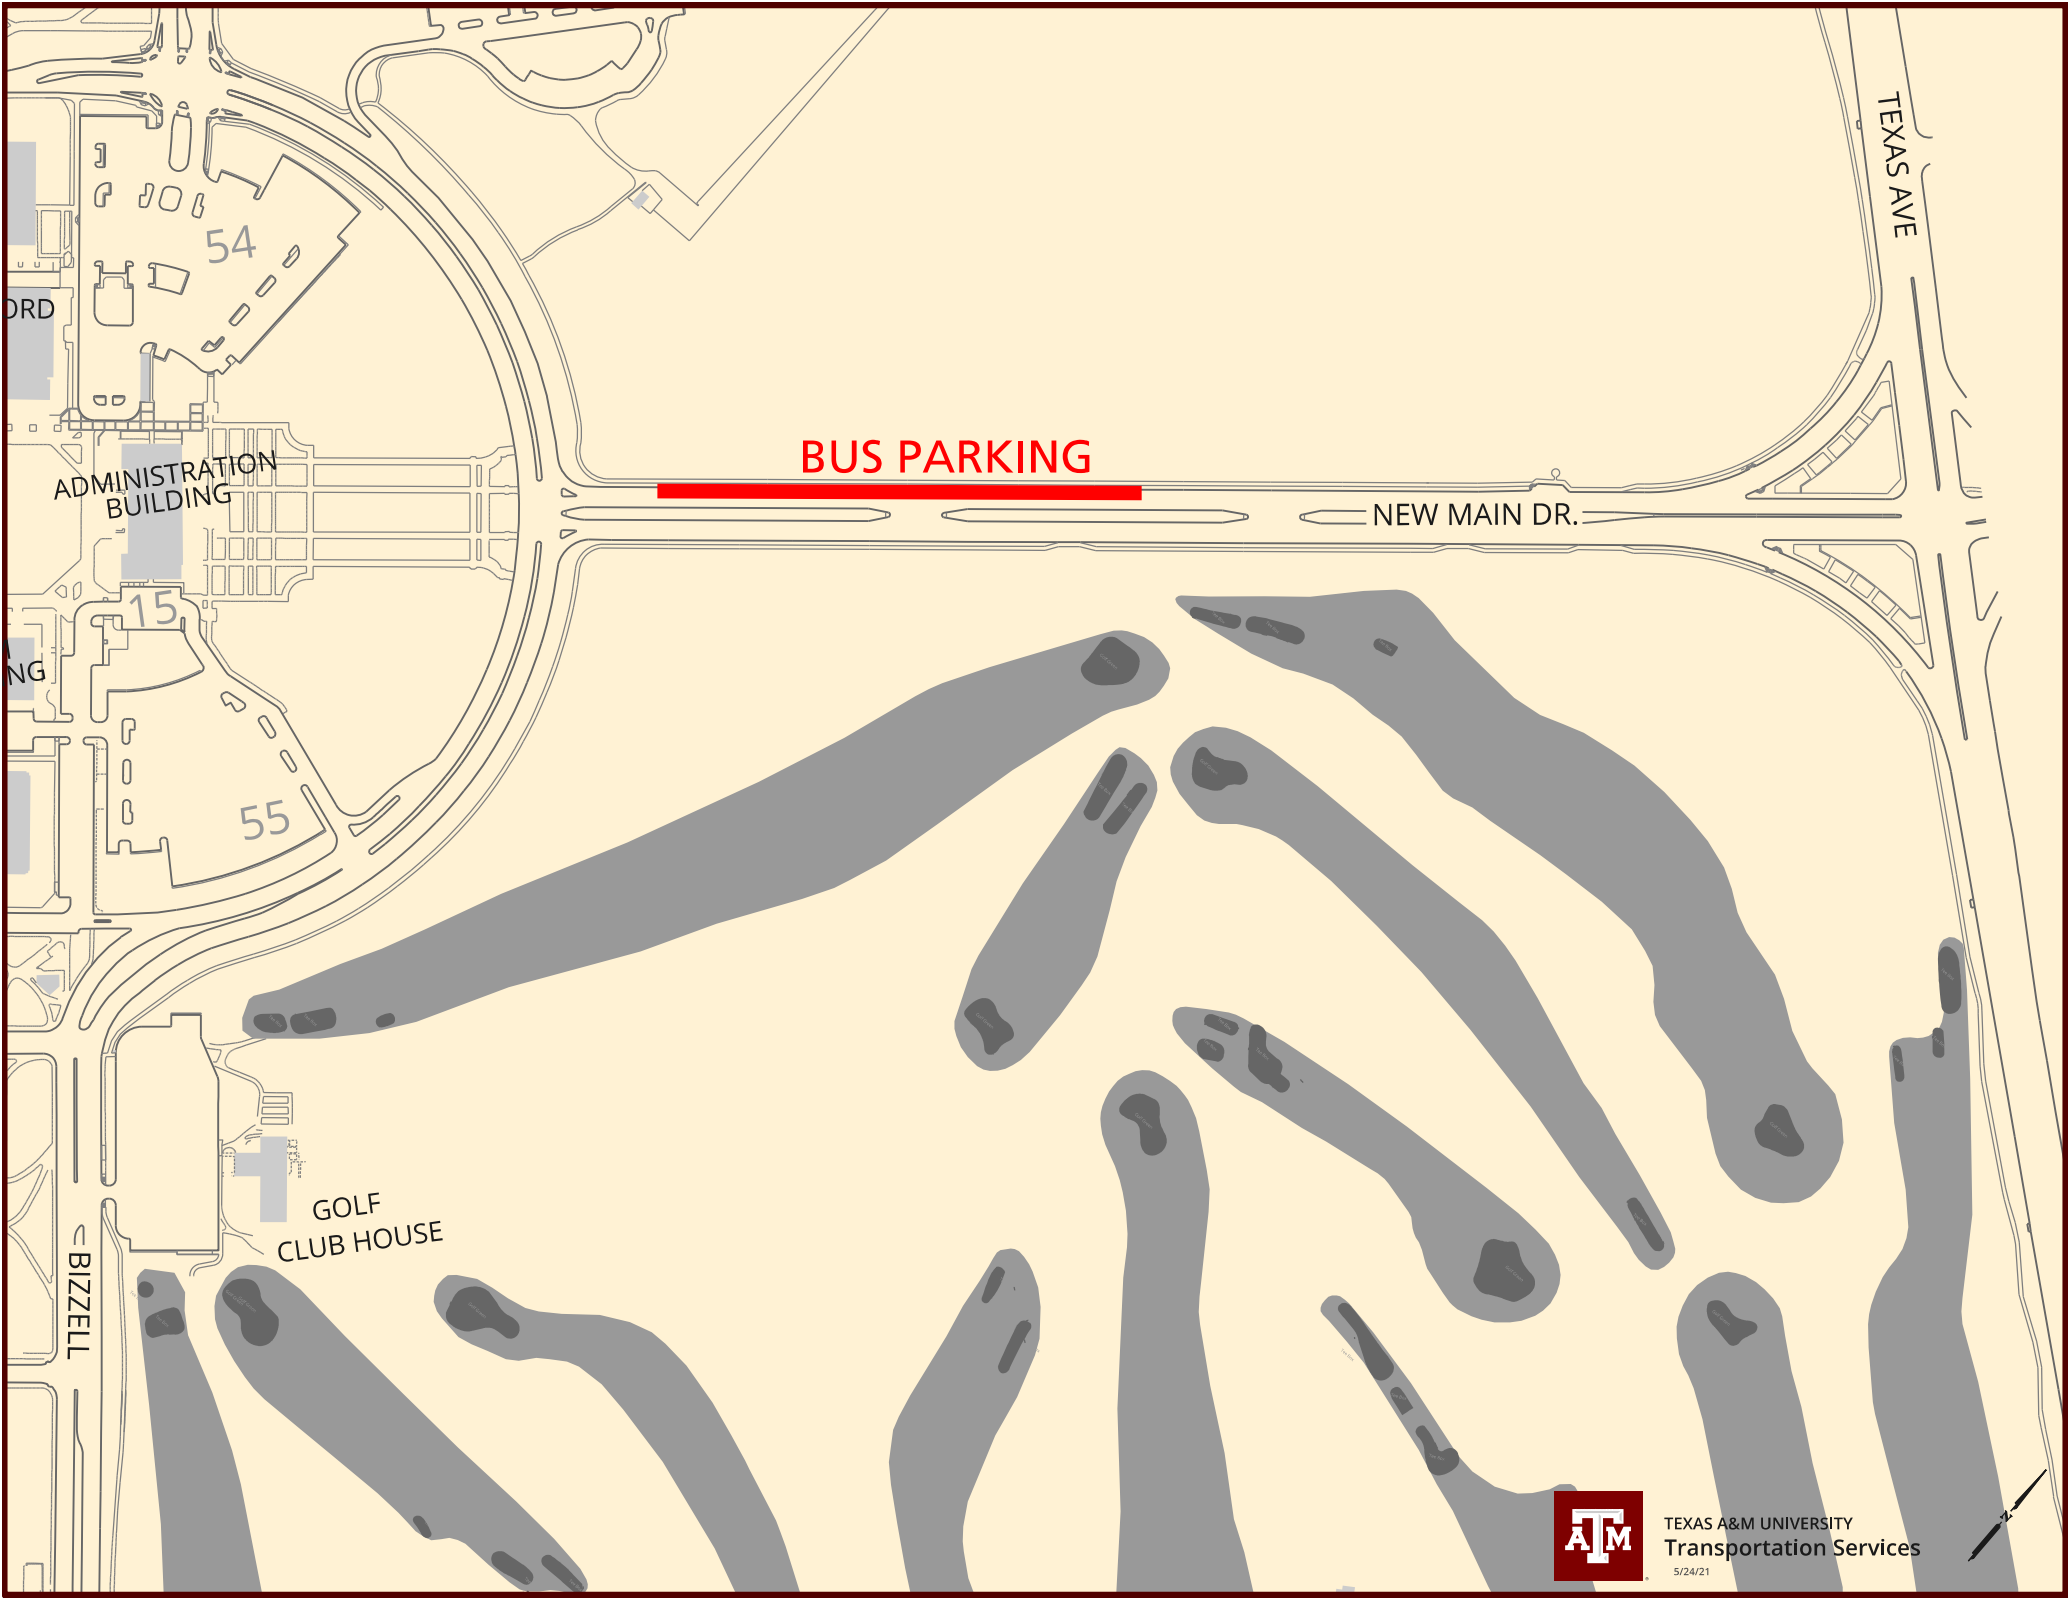 TEXAS AVE
54
ORD
BUS PARKING
ADMINISTRATION
BUILDING
NEW MAIN DR.
15
NG
55
GOLF
CLUB HOUSE
BIZZELL
N
ATM
TEXAS A&M UNIVERSITY
Transportation Services
5/24/21